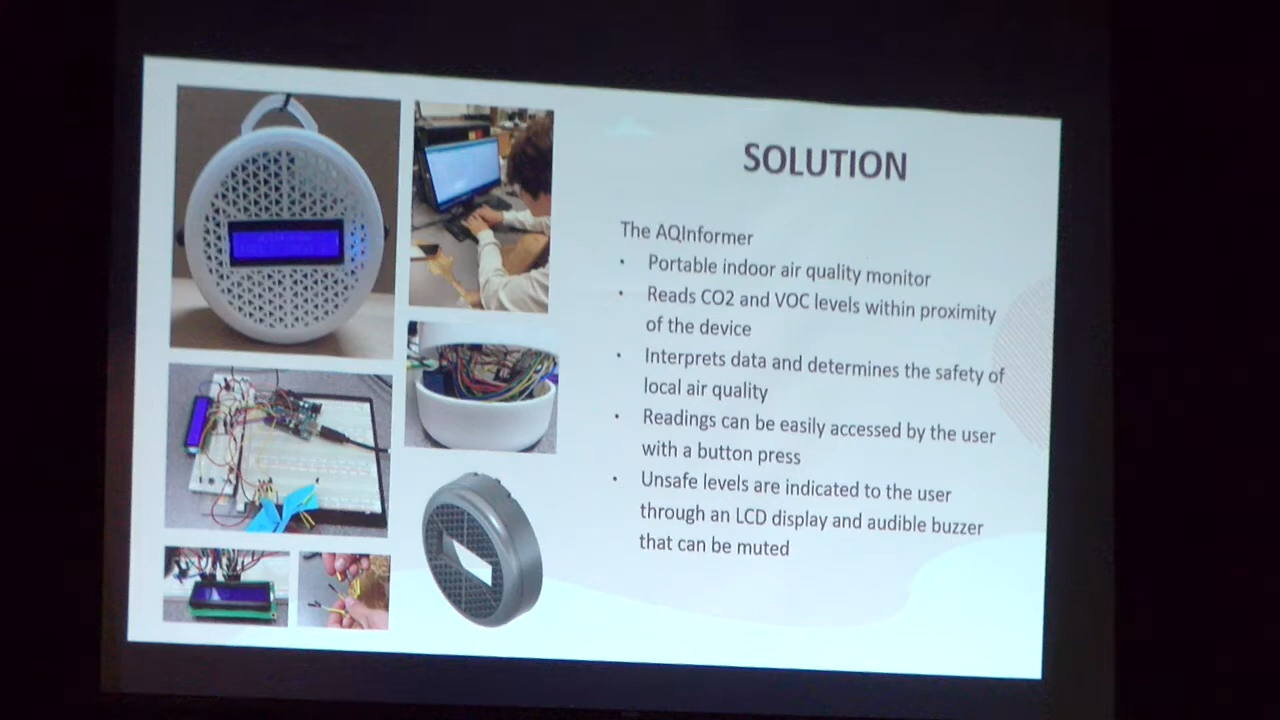 SOLUTION
The AQInformer
• Portable indoor air quality monitor
• Reads CO2 and VOC levels within proximity
of the device
• Interprets data and determines the safety of
local air quality
• Readings can be easily accessed by the user
with a button press
• Unsafe levels are indicated to the user
through an LCD display and audible buzzer
that can be muted